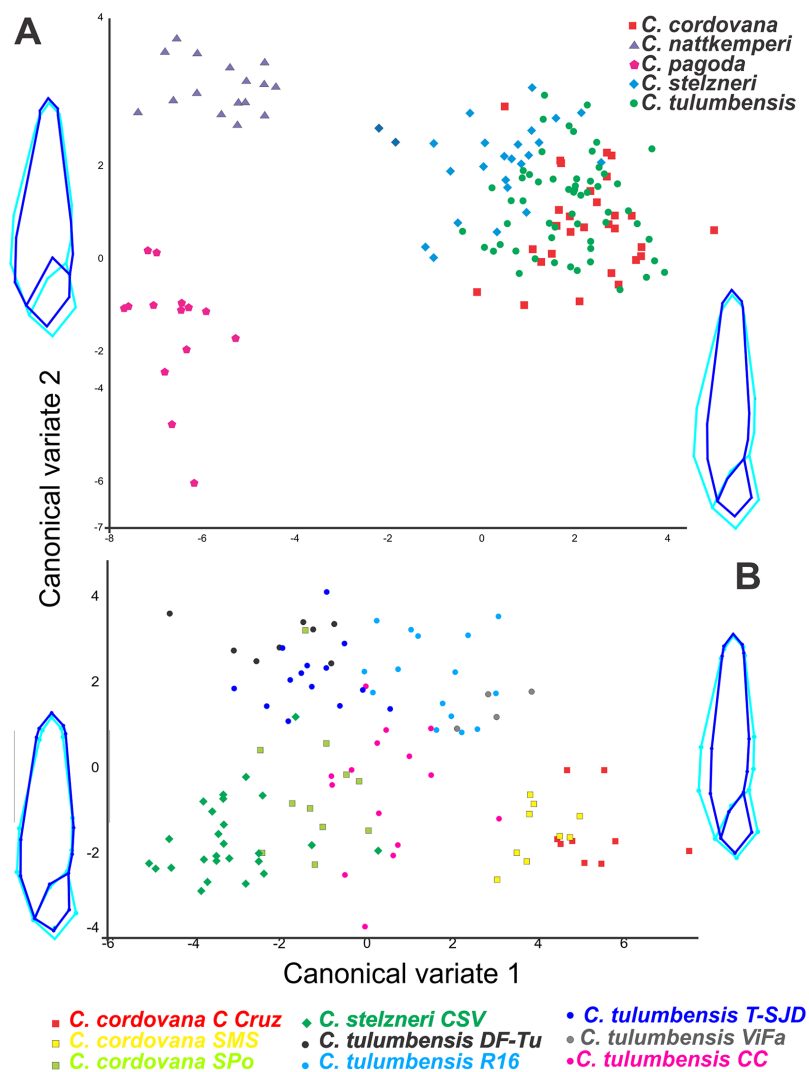 A
4
2
0
-2
-4
-6
-7
-8
-6
-4
-2
0
2
4
C. cordovana
C. nattkemperi
C. pagoda
C. stelzneri
C. tulumbensis
Canonical variate 2
B
4
2
0
-2
-4
-6
-4
-2
0
2
4
6
Canonical variate 1
C. cordovana C Cruz
C. cordovana SMS
C. cordovana SPo
C. stelzneri CSV
C. tulumbensis DF-Tu
C. tulumbensis R16
C. tulumbensis T-SJD
C. tulumbensis ViFa
C. tulumbensis CC